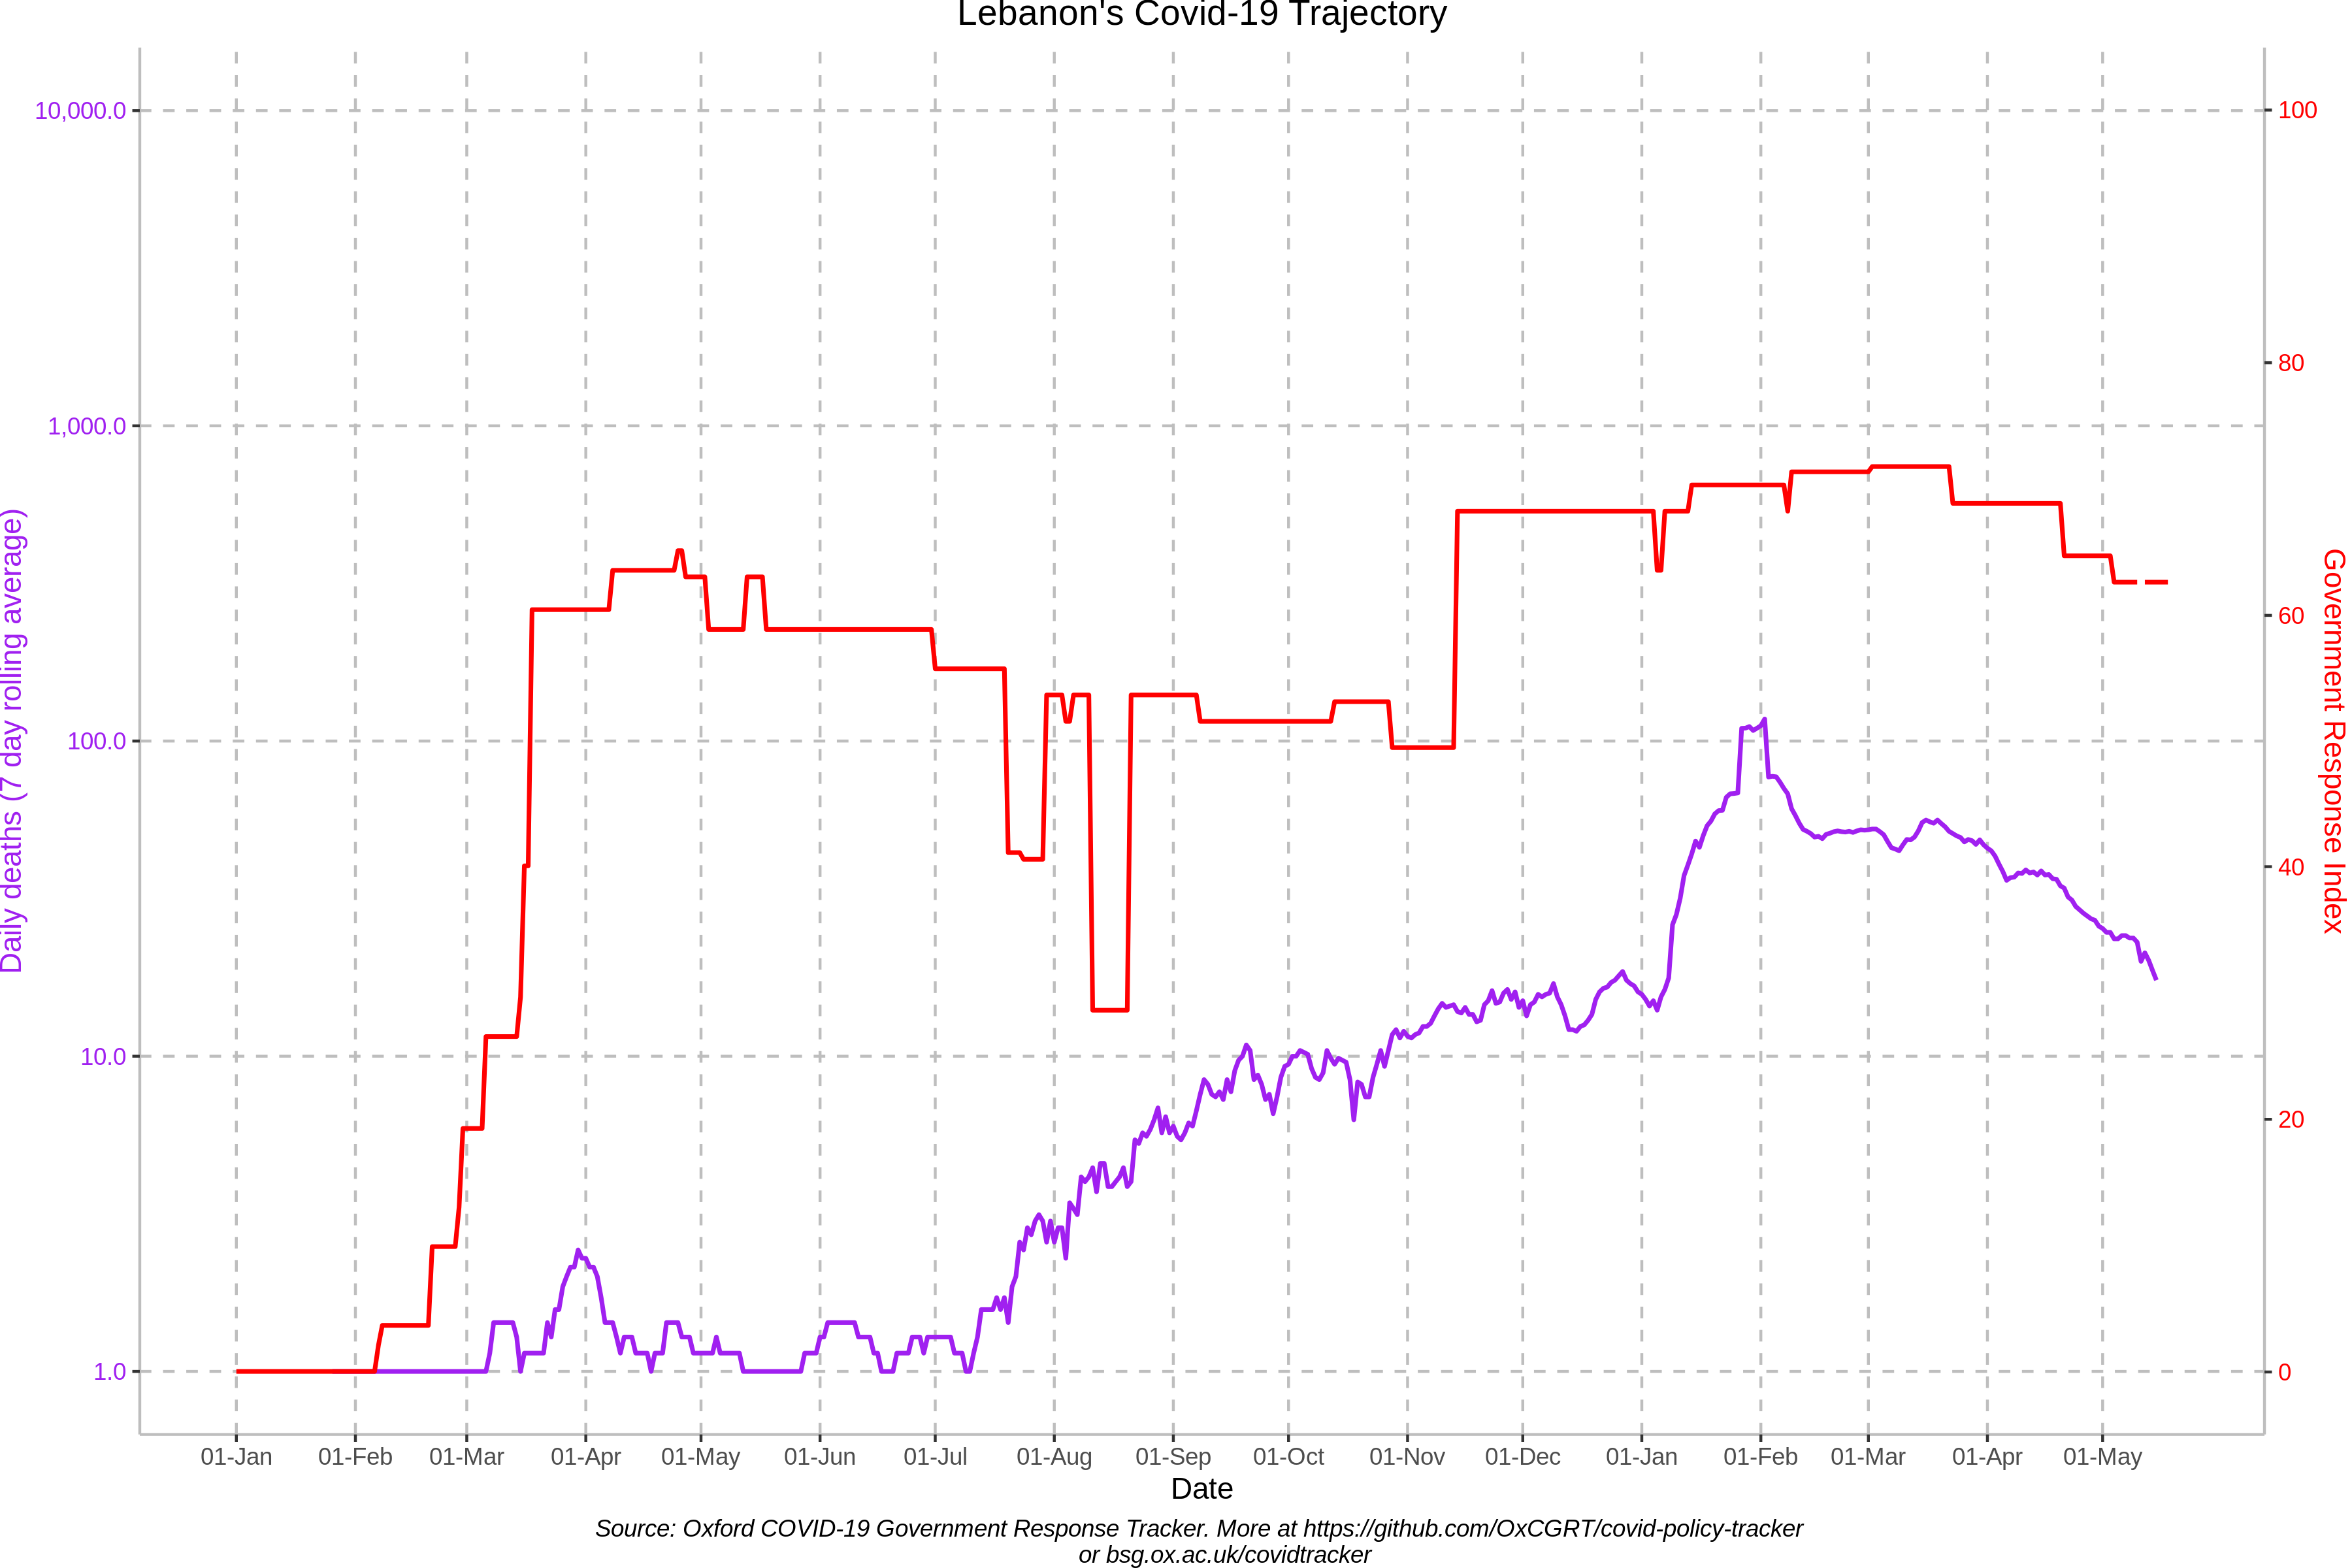 Lebanon's Covid-19 Trajectory
10,000.0
1,000.0
100.0
10.0
1.0
Daily deaths (7 day rolling average)
100
80
60
40
20
0
Government Response Index
01-Jan 01-Feb 01-Mar 01-Apr 01-May 01-Jun 01-Jul 01-Aug 01-Sep 01-Oct 01-Nov 01-Dec 01-Jan 01-Feb 01-Mar 01-Apr 01-May
Date
Source: Oxford COVID-19 Government Response Tracker. More at https://github.com/OxCGRT/covid-policy-tracker
or bsg.ox.ac.uk/covidtracker